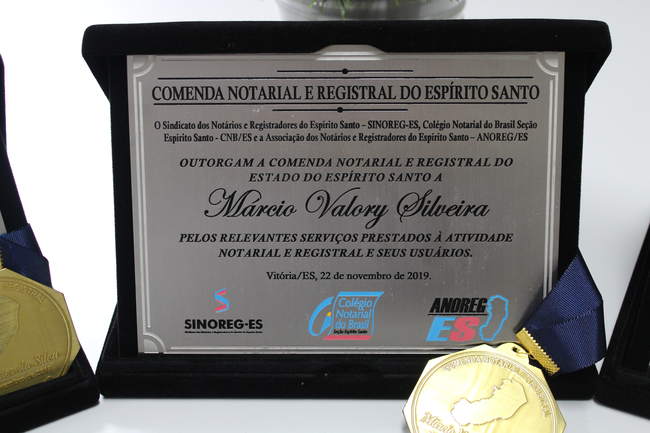 COMENDA NOTARIAL E REGISTRAL DO ESPÍRITO SANTO
O Sindicato dos Notários e Registradores do Espírito Santo – SINOREG-ES, Colégio Notarial do Brasil Seção
Espírito Santo - CNB/ES e a Associação dos Notários e Registradores do Espírito Santo – ANOREG/ES
OUTORGAM A COMENDA NOTARIAL E REGISTRAL DO
ESTADO DO ESPÍRITO SANTO A
Márcio Valory Silveira
PELOS RELEVANTES SERVIÇOS PRESTADOS À ATIVIDADE
NOTARIAL E REGISTRAL E SEUS USUÁRIOS.
Vitória/ES, 22 de novembro de 2019.
SINOREG-ES
Colégio
Notarial
do Brasil
Seção Espírito Santo
ANOREG
ES